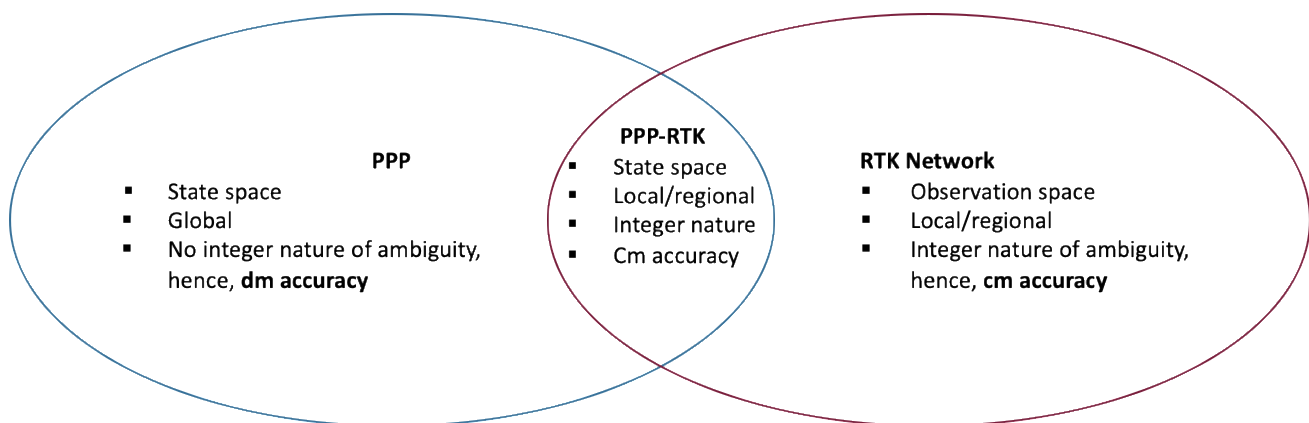 PPP
▪ State space
▪ Global
▪ No integer nature of ambiguity,
hence, dm accuracy
PPP-RTK
▪ State space
▪ Local/regional
▪ Integer nature
▪ Cm accuracy
RTK Network
▪ Observation space
▪ Local/regional
▪ Integer nature of ambiguity,
hence, cm accuracy